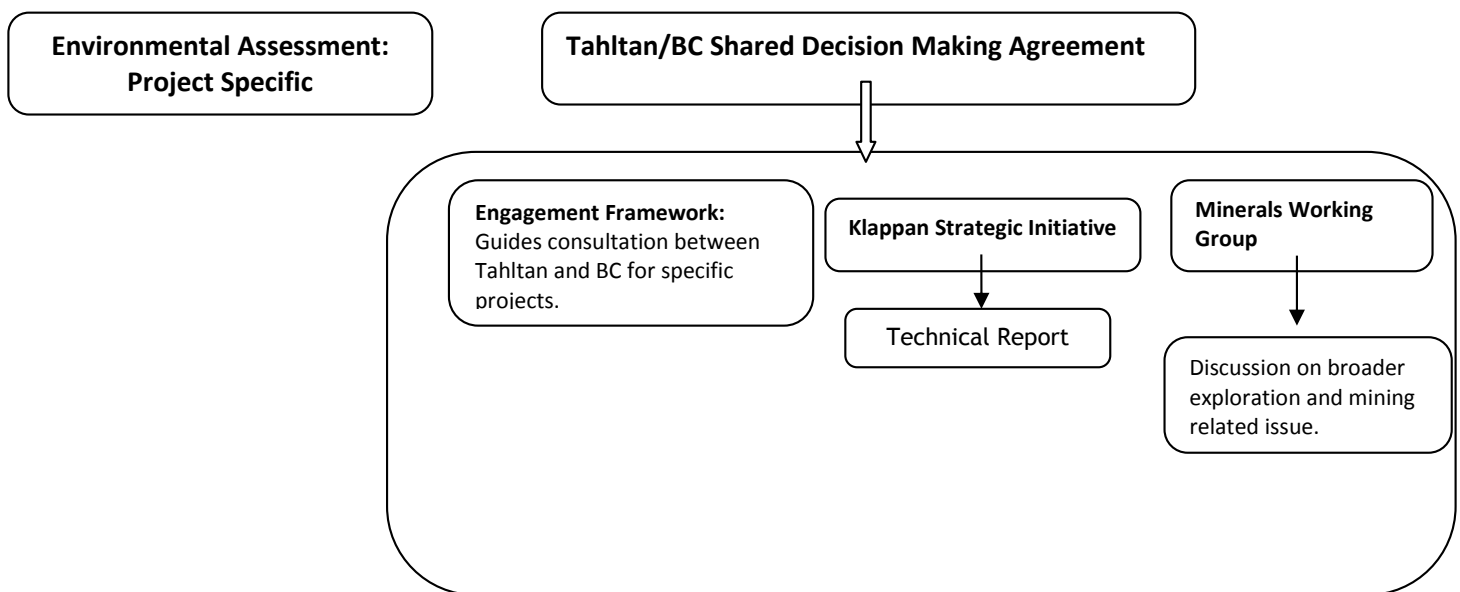 Environmental Assessment:
Project Specific
Tahltan/BC Shared Decision Making Agreement
Engagement Framework:
Guides consultation between
Tahltan and BC for specific
projects.
Klappan Strategic Initiative
Technical Report
Minerals Working
Group
Discussion on broader
exploration and mining
related issue.